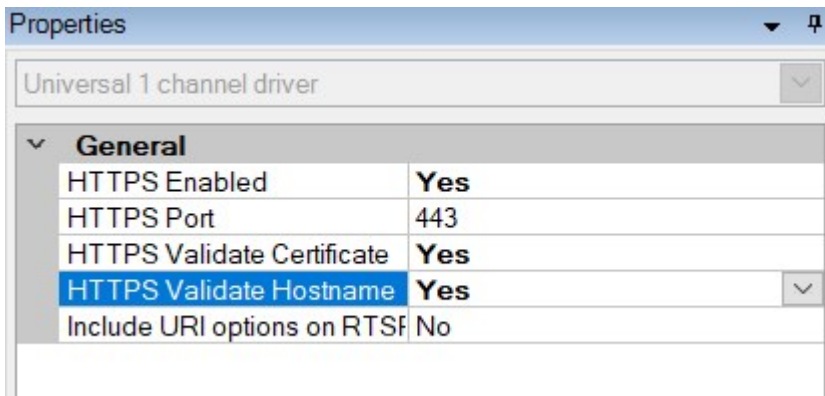 Properties
Universal 1 channel driver
General
HTTPS Enabled Yes
HTTPS Port 443
HTTPS Validate Certificate Yes
HTTPS Validate Hostname Yes
Include URI options on RTSP No